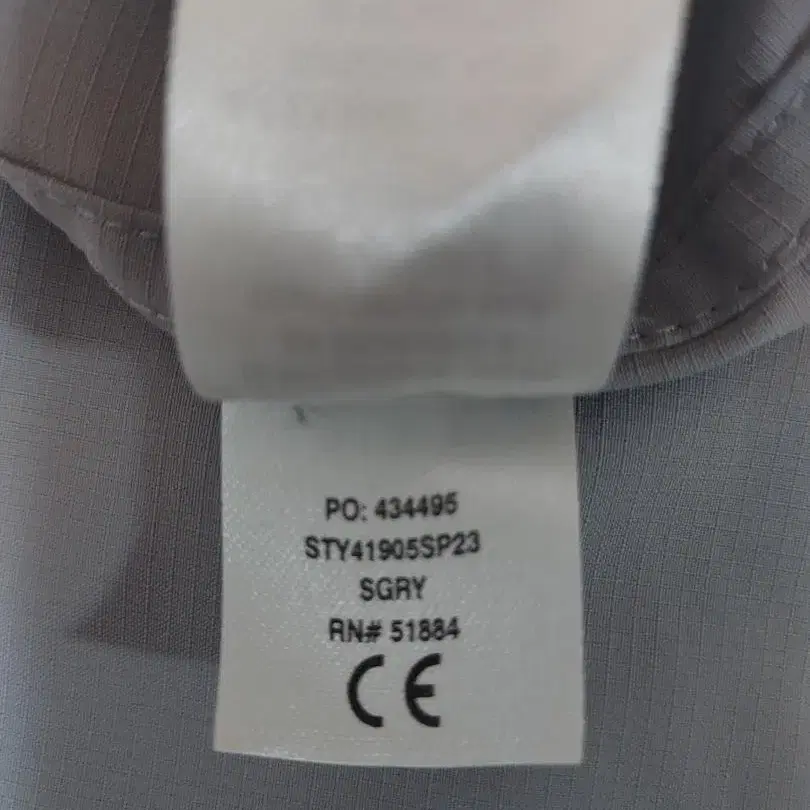 PO: 434495
STY41905SP23
SGRY
RN# 51884
CE